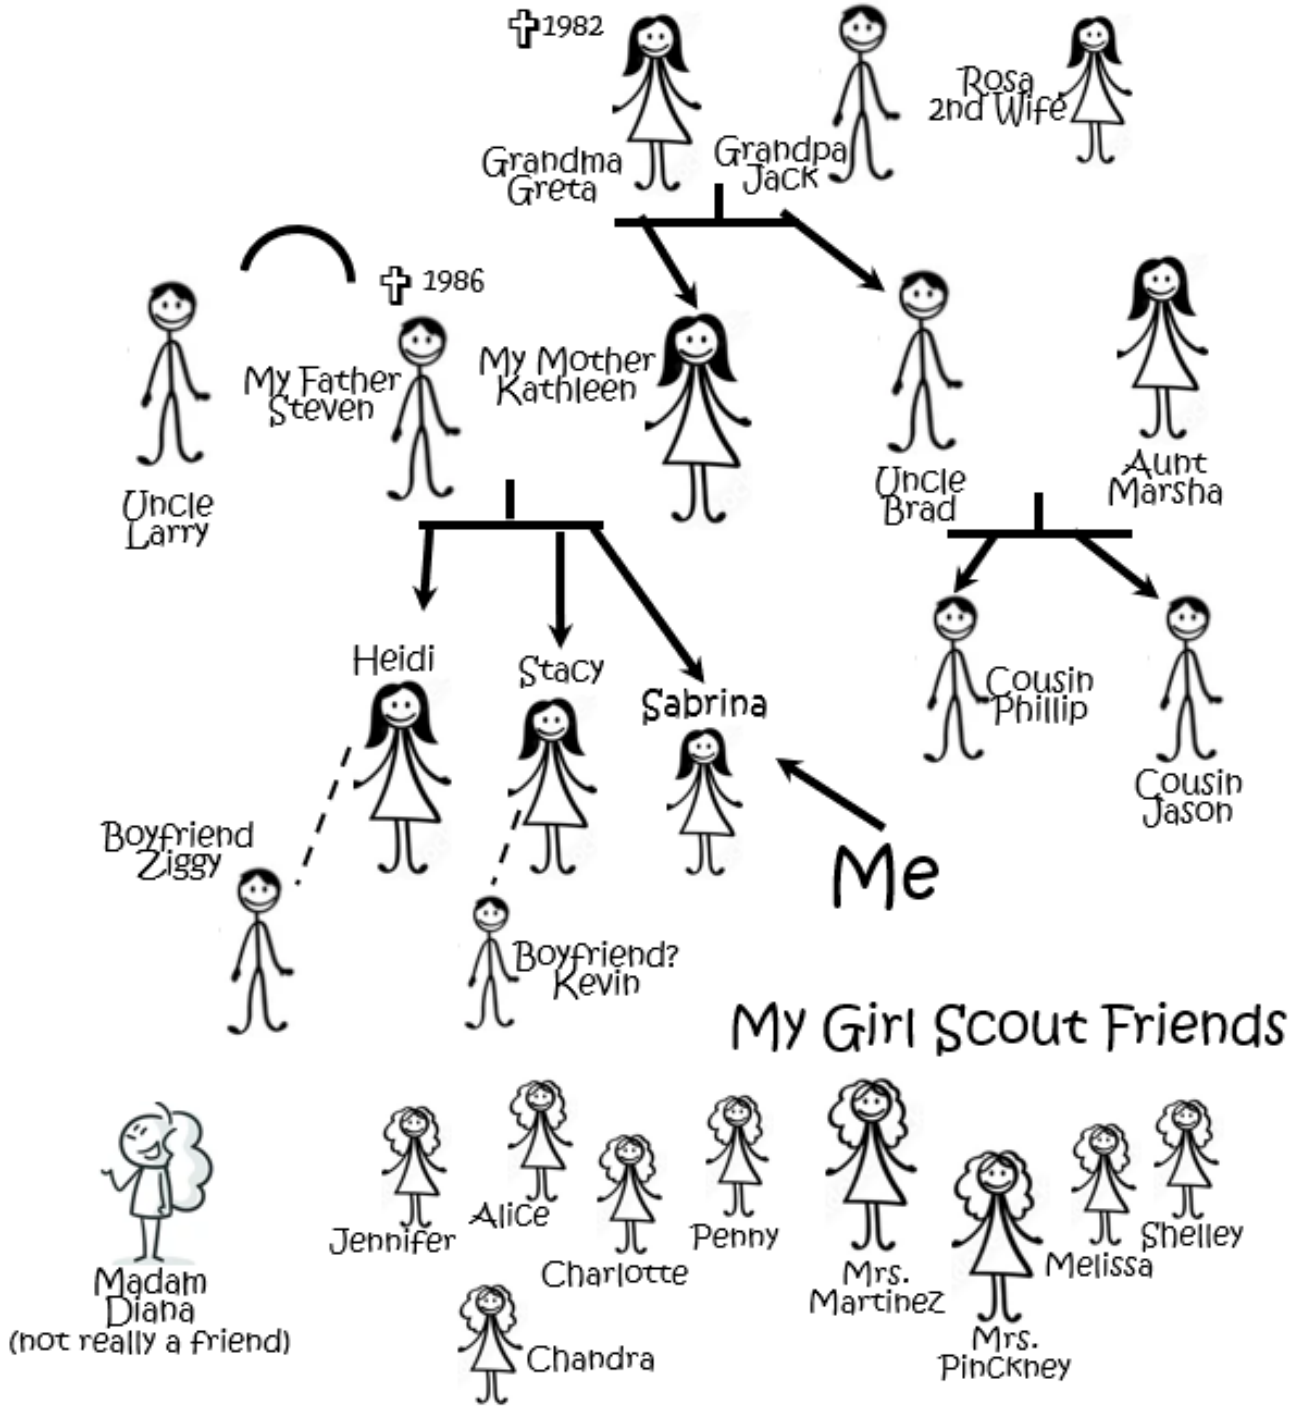 1982
Grandma
Greta
Grandpa
Jack
Rosa
2nd Wife
1986
Uncle
Larry
My Father
Steven
My Mother
Kathleen
Uncle
Brad
Aunt
Marsha
Heidi
Stacy
Sabrina
Cousin
Phillip
Cousin
Jason
Boyfriend
Ziggy
Boyfriend?
Kevin
Me
My Girl Scout Friends
Madam
Diana
(not really a friend)
Jennifer
Alice
Charlotte
Penny
Chandra
Mrs.
Martinez
Mrs.
Pinckney
Melissa
Shelley